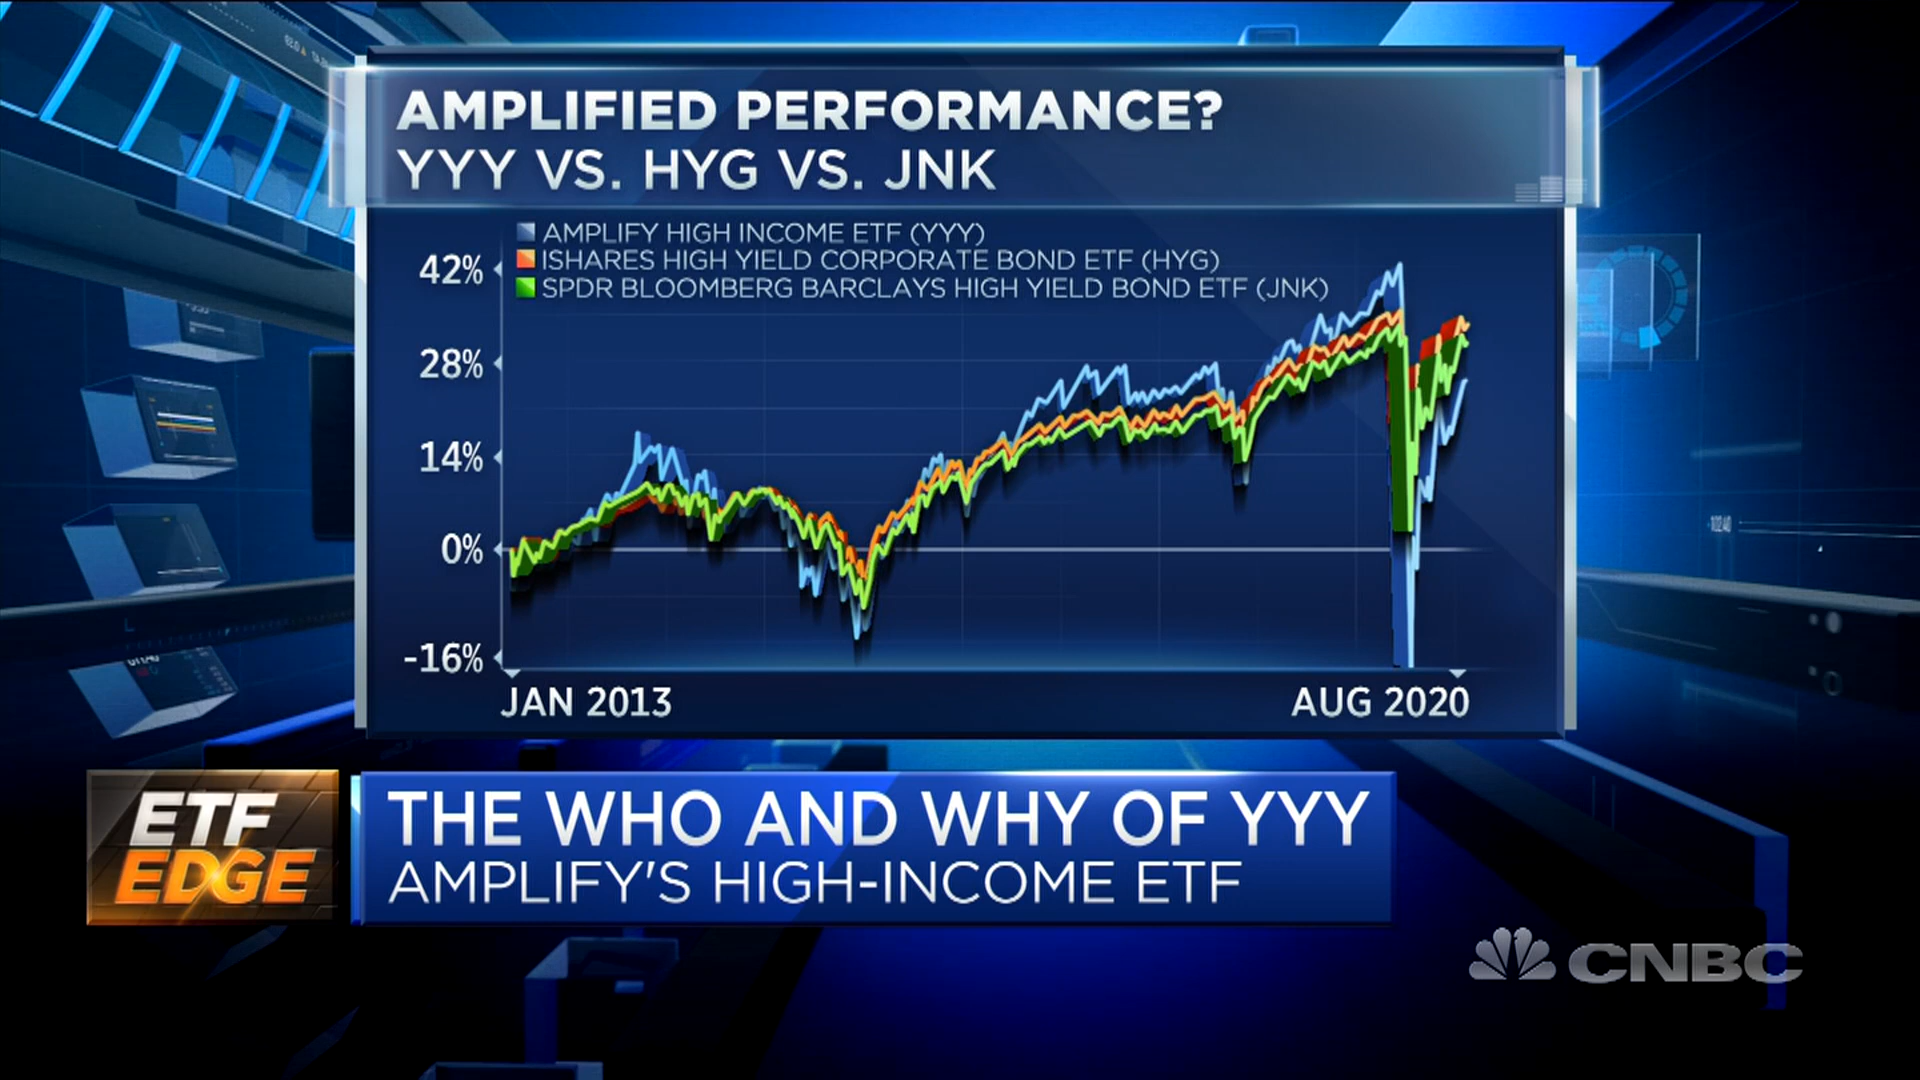 AMPLIFIED PERFORMANCE?
YYY VS. HYG VS. JNK
AMPLIFY HIGH INCOME ETF (YYY)
ISHARES HIGH YIELD CORPORATE BOND ETF (HYG)
SPDR BLOOMBERG BARCLAYS HIGH YIELD BOND ETF (JNK)
42%
28%
14%
0%
-16%
JAN 2013
AUG 2020
ETF
EDGE
THE WHO AND WHY OF YYY
AMPLIFY'S HIGH-INCOME ETF
CNBC